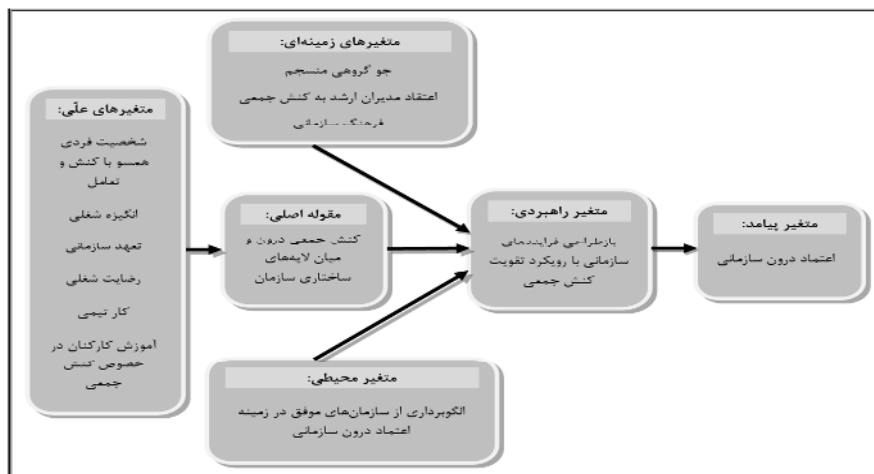 متغیرهای زمینه‌ای:
جو گروهی منسجم
اعتقاد مدیران ارشد به کنش جمعی
فرهنگ سازمانی
متغیرهای علّی:
شخصیت فردی
همسو با کنش و
تعامل
انگیزه شغلی
تعهد سازمانی
رضایت شغلی
کار تیمی
آموزش کارکنان در
خصوص کنش
جمعی
مقوله اصلی:
کنش جمعی درون و
میان لایه‌های
ساختاری سازمان
متغیر راهبردی:
بازطراحی فرایندهای
سازمانی با رویکرد تقویت
کنش جمعی
متغیر پیامد:
اعتماد درون سازمانی
متغیر محیطی:
الگوبرداری از سازمان‌های موفق در زمینه
اعتماد درون سازمانی